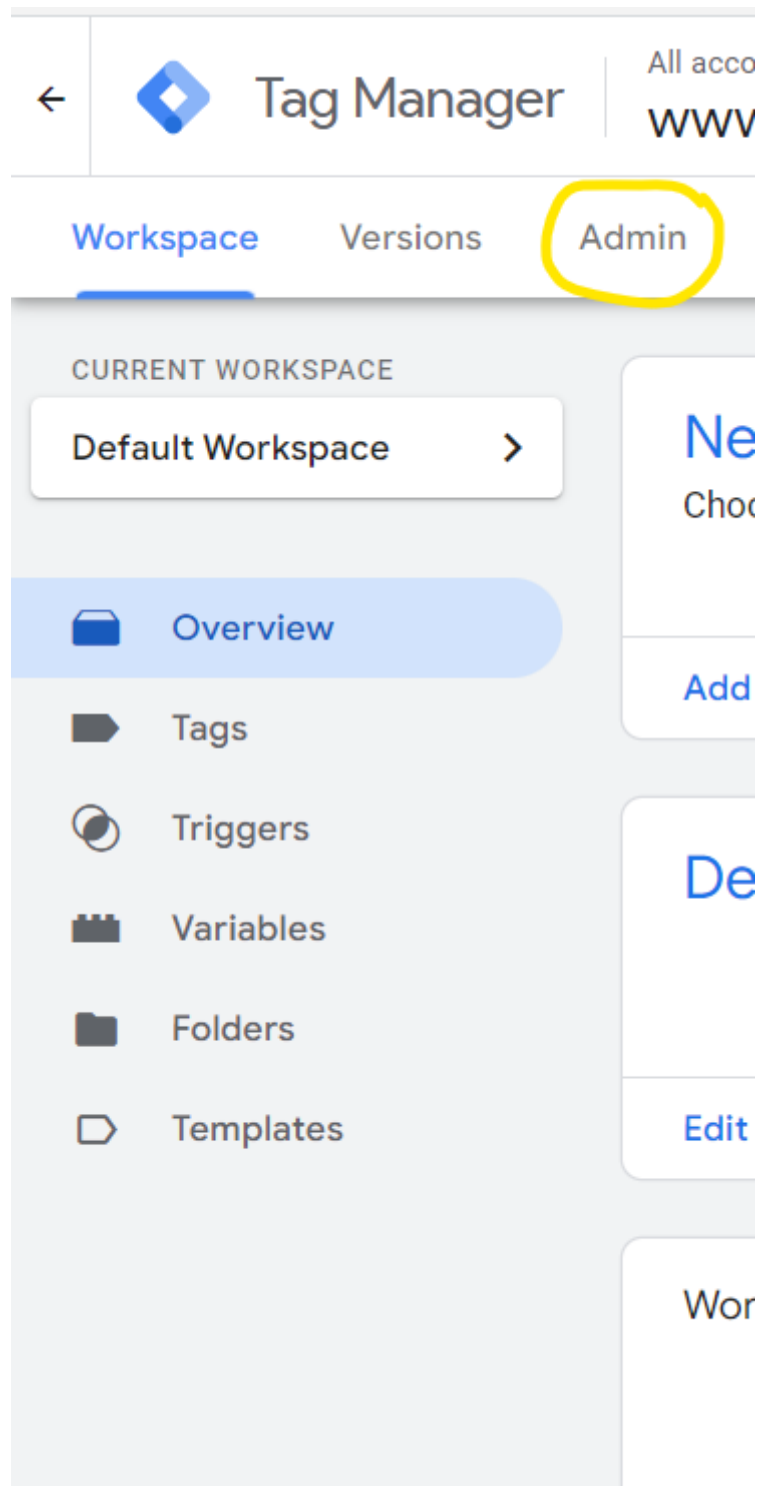 All acco
Tag Manager
www
Workspace Versions Admin
CURRENT WORKSPACE
Default Workspace
Ne
Choo
Overview
Add
Tags
Triggers
De
Variables
Folders
Templates
Edit
Wor